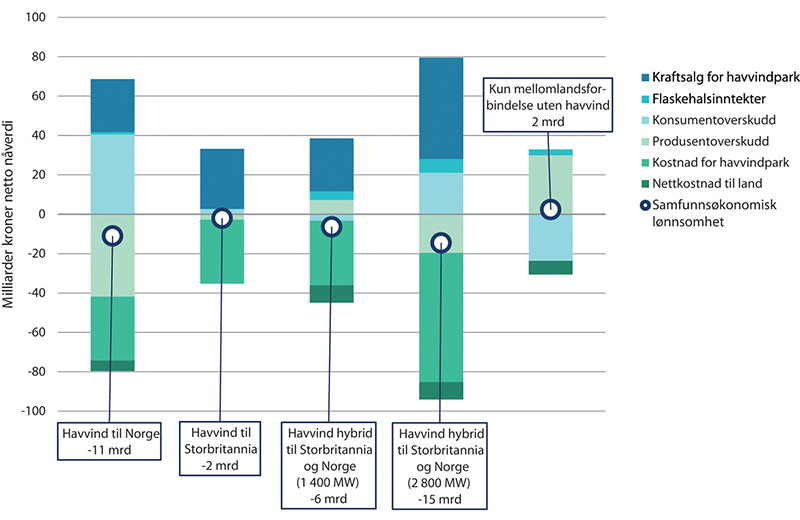 100
80
60
40
20
0
-20
-40
-60
-80
-100
Milliarder kroner netto nåverdi
Kun mellomlandsfor-
bindelse uten havvind
2 mrd
Kraftsalg for havvindpark
Flaskehalsinntekter
Konsumentoverskudd
Produsentoverskudd
Kostnad for havvindpark
Nettkostnad til land
Samfunnsøkonomisk
lønnsomhet
Havvind til Norge
-11 mrd
Havvind til
Storbritannia
-2 mrd
Havvind hybrid
til Storbritannia
og Norge
(1 400 MW)
-6 mrd
Havvind hybrid
til Storbritannia
og Norge
(2 800 MW)
-15 mrd